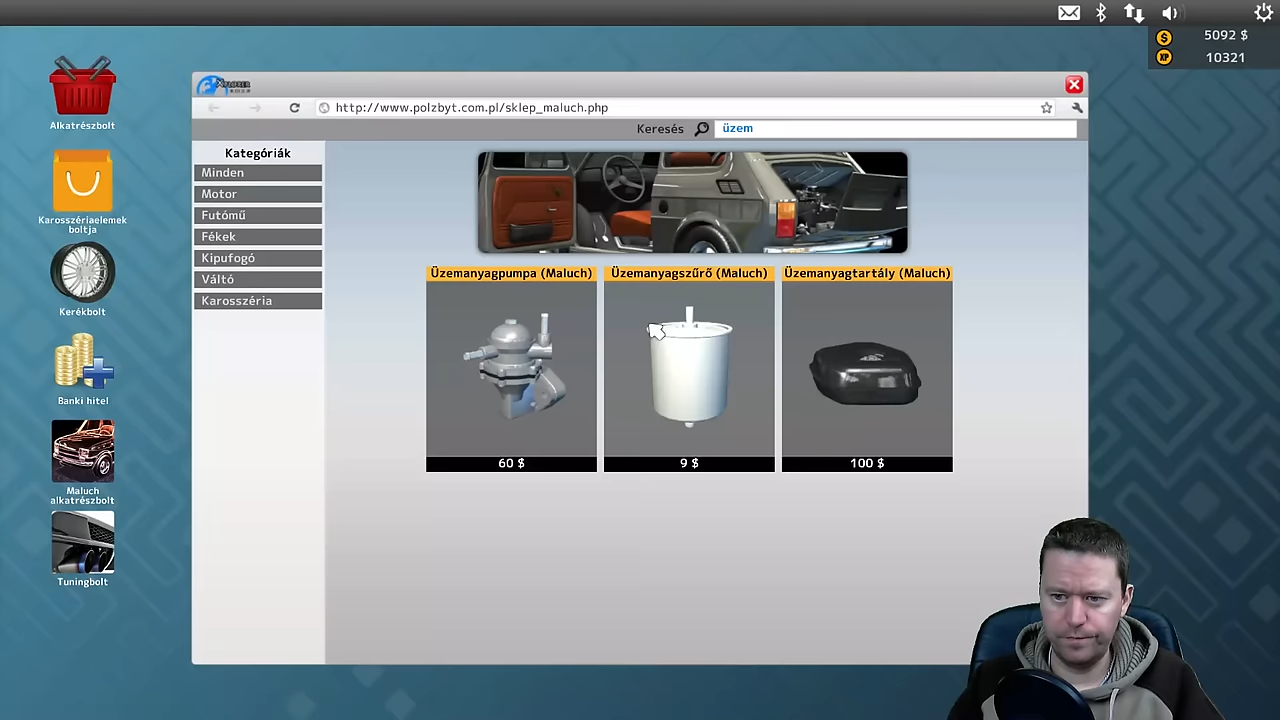 5092 $
10321
Alkatrészbolt
Karosszériaelemek
boltja
Kerékbolt
Banki hitel
Maluch
alkatrészbolt
Tuningbolt
http://www.polzbyt.com.pl/sklep_maluch.php
Keresés
üzem
Kategóriák
Minden
Motor
Futómű
Fékek
Kipufogó
Váltó
Karosszéria
Üzemanyagpumpa (Maluch)
60 $
Üzemanyagszűrő (Maluch)
9 $
Üzemanyagtartály (Maluch)
100 $